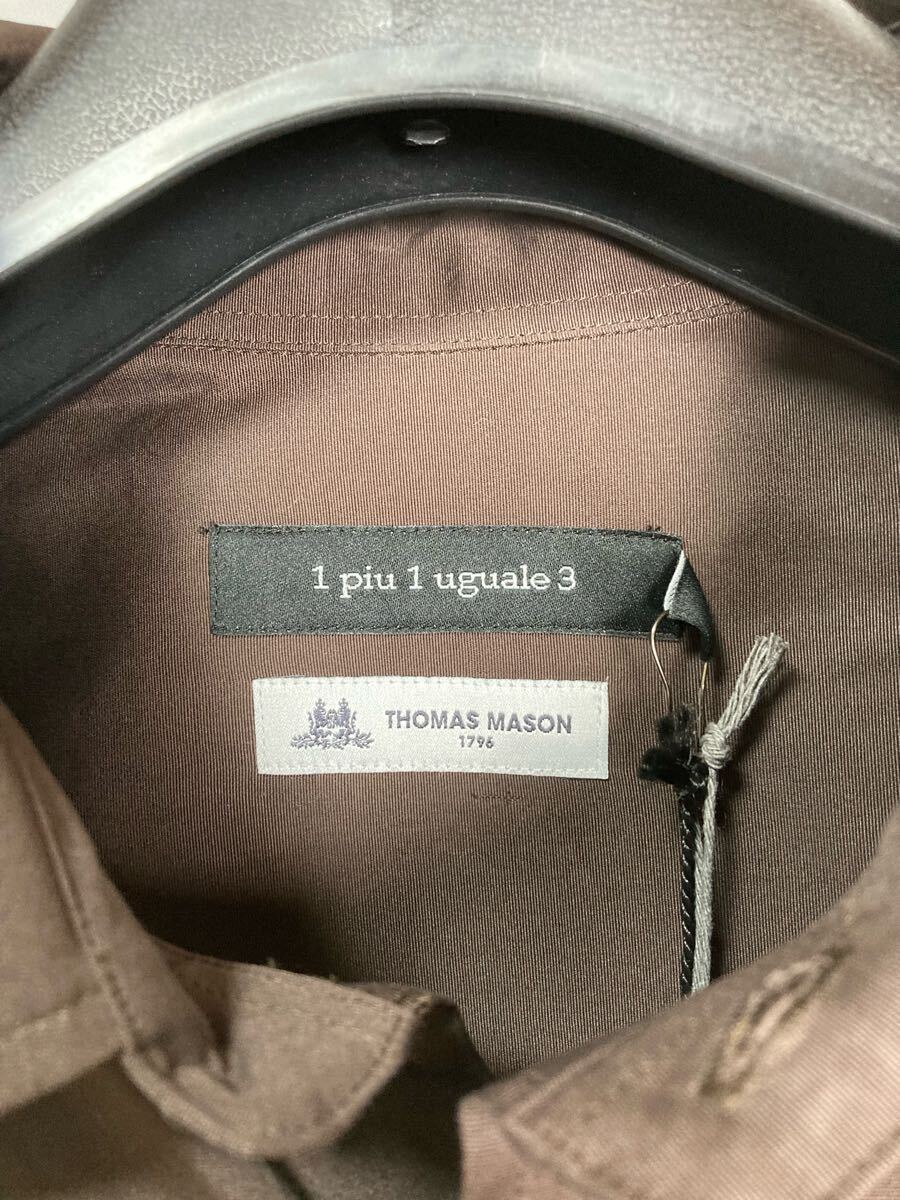 1 piu 1 uguale 3
THOMAS MASON
1796